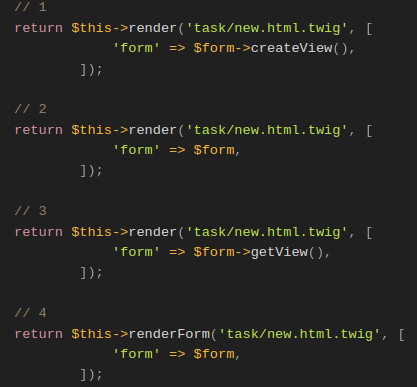 // 1
return $this->render('task/new.html.twig', [
            'form' => $form->createView(),
        ]);

// 2
return $this->render('task/new.html.twig', [
            'form' => $form,
        ]);

// 3
return $this->render('task/new.html.twig', [
            'form' => $form->getView(),
        ]);

// 4
return $this->renderForm('task/new.html.twig', [
            'form' => $form,
        ]);